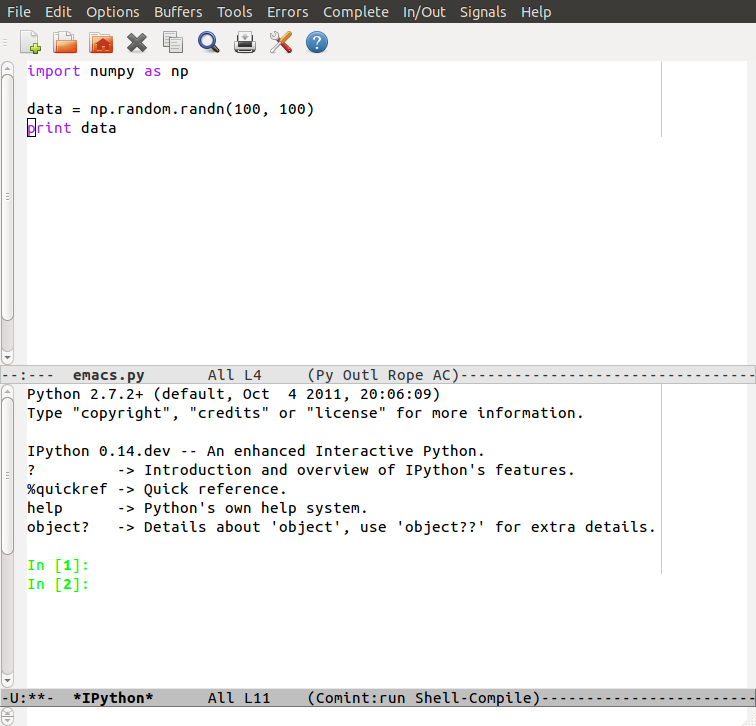 File Edit Options Buffers Tools Errors Complete In/Out Signals Help
import numpy as np
data = np.random.randn(100, 100)
print data
--:--- emacs.py All L4 (Py Outl Rope AC)---------------------------------
Python 2.7.2+ (default, Oct  4 2011, 20:06:09)
Type "copyright", "credits" or "license" for more information.
IPython 0.14.dev -- An enhanced Interactive Python.
?         -> Introduction and overview of IPython's features.
%quickref -> Quick reference.
help      -> Python's own help system.
object?   -> Details about 'object', use 'object??' for extra details.
In [1]:
In [2]:
-U:**- *IPython* All L11 (Comint:run Shell-Compile)------------------------